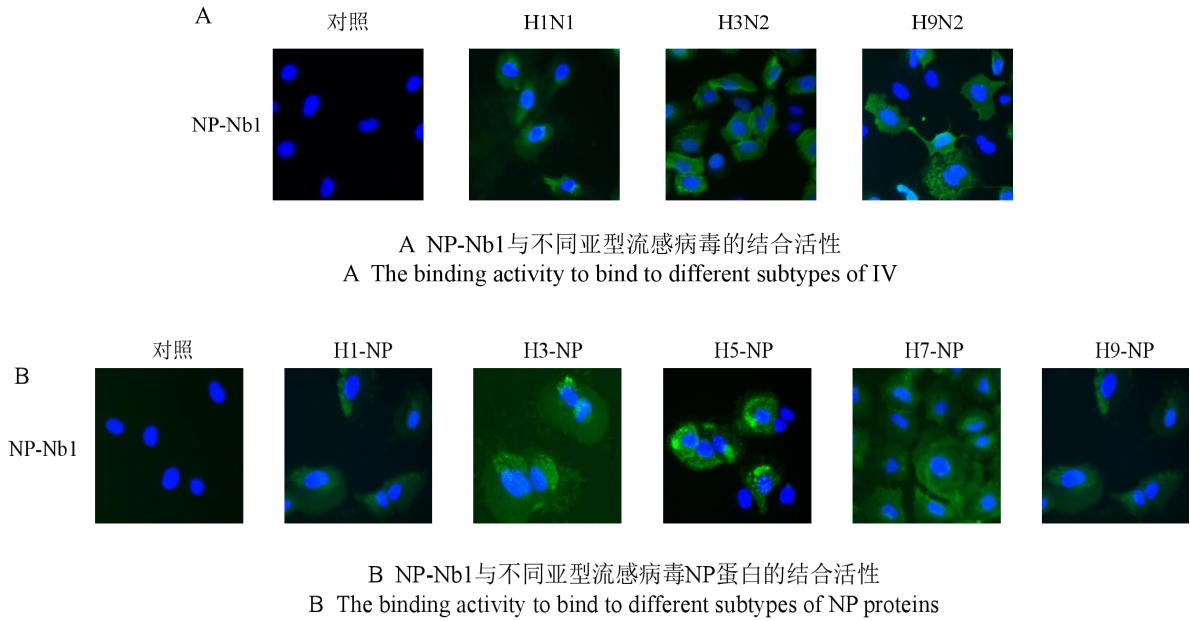 A
对照 H1N1 H3N2 H9N2
NP-Nb1
A NP-Nb1与不同亚型流感病毒的结合活性
A The binding activity to bind to different subtypes of IV
对照 H1-NP H3-NP H5-NP H7-NP H9-NP
B
NP-Nb1
B NP-Nb1与不同亚型流感病毒NP蛋白的结合活性
B The binding activity to bind to different subtypes of NP proteins